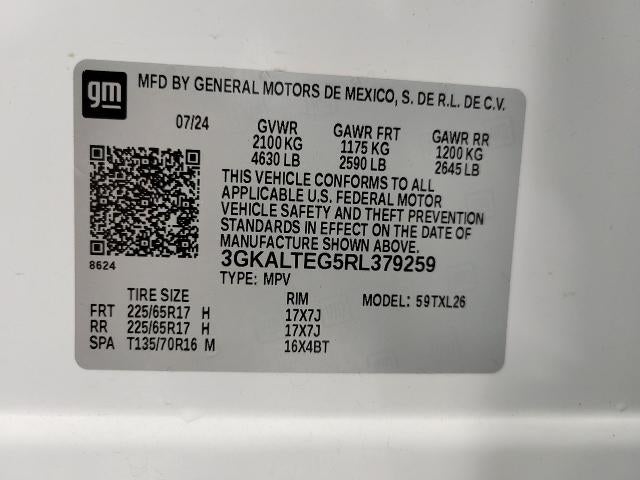 gm
MFD BY GENERAL MOTORS DE MEXICO, S. DE R.L. DE C.V.
07/24 GVWR GAWR FRT GAWR RR
2100 KG 1175 KG 1200 KG
4630 LB 2590 LB 2645 LB
THIS VEHICLE CONFORMS TO ALL
APPLICABLE U.S. FEDERAL MOTOR
VEHICLE SAFETY AND THEFT PREVENTION
STANDARDS IN EFFECT ON THE DATE OF
MANUFACTURE SHOWN ABOVE.
8624 3GKALTEG5RL379259
TYPE: MPV
TIRE SIZE RIM MODEL: 59TXL26
FRT 225/65R17 H 17X7J
RR 225/65R17 H 17X7J
SPA T135/70R16 M 16X4BT